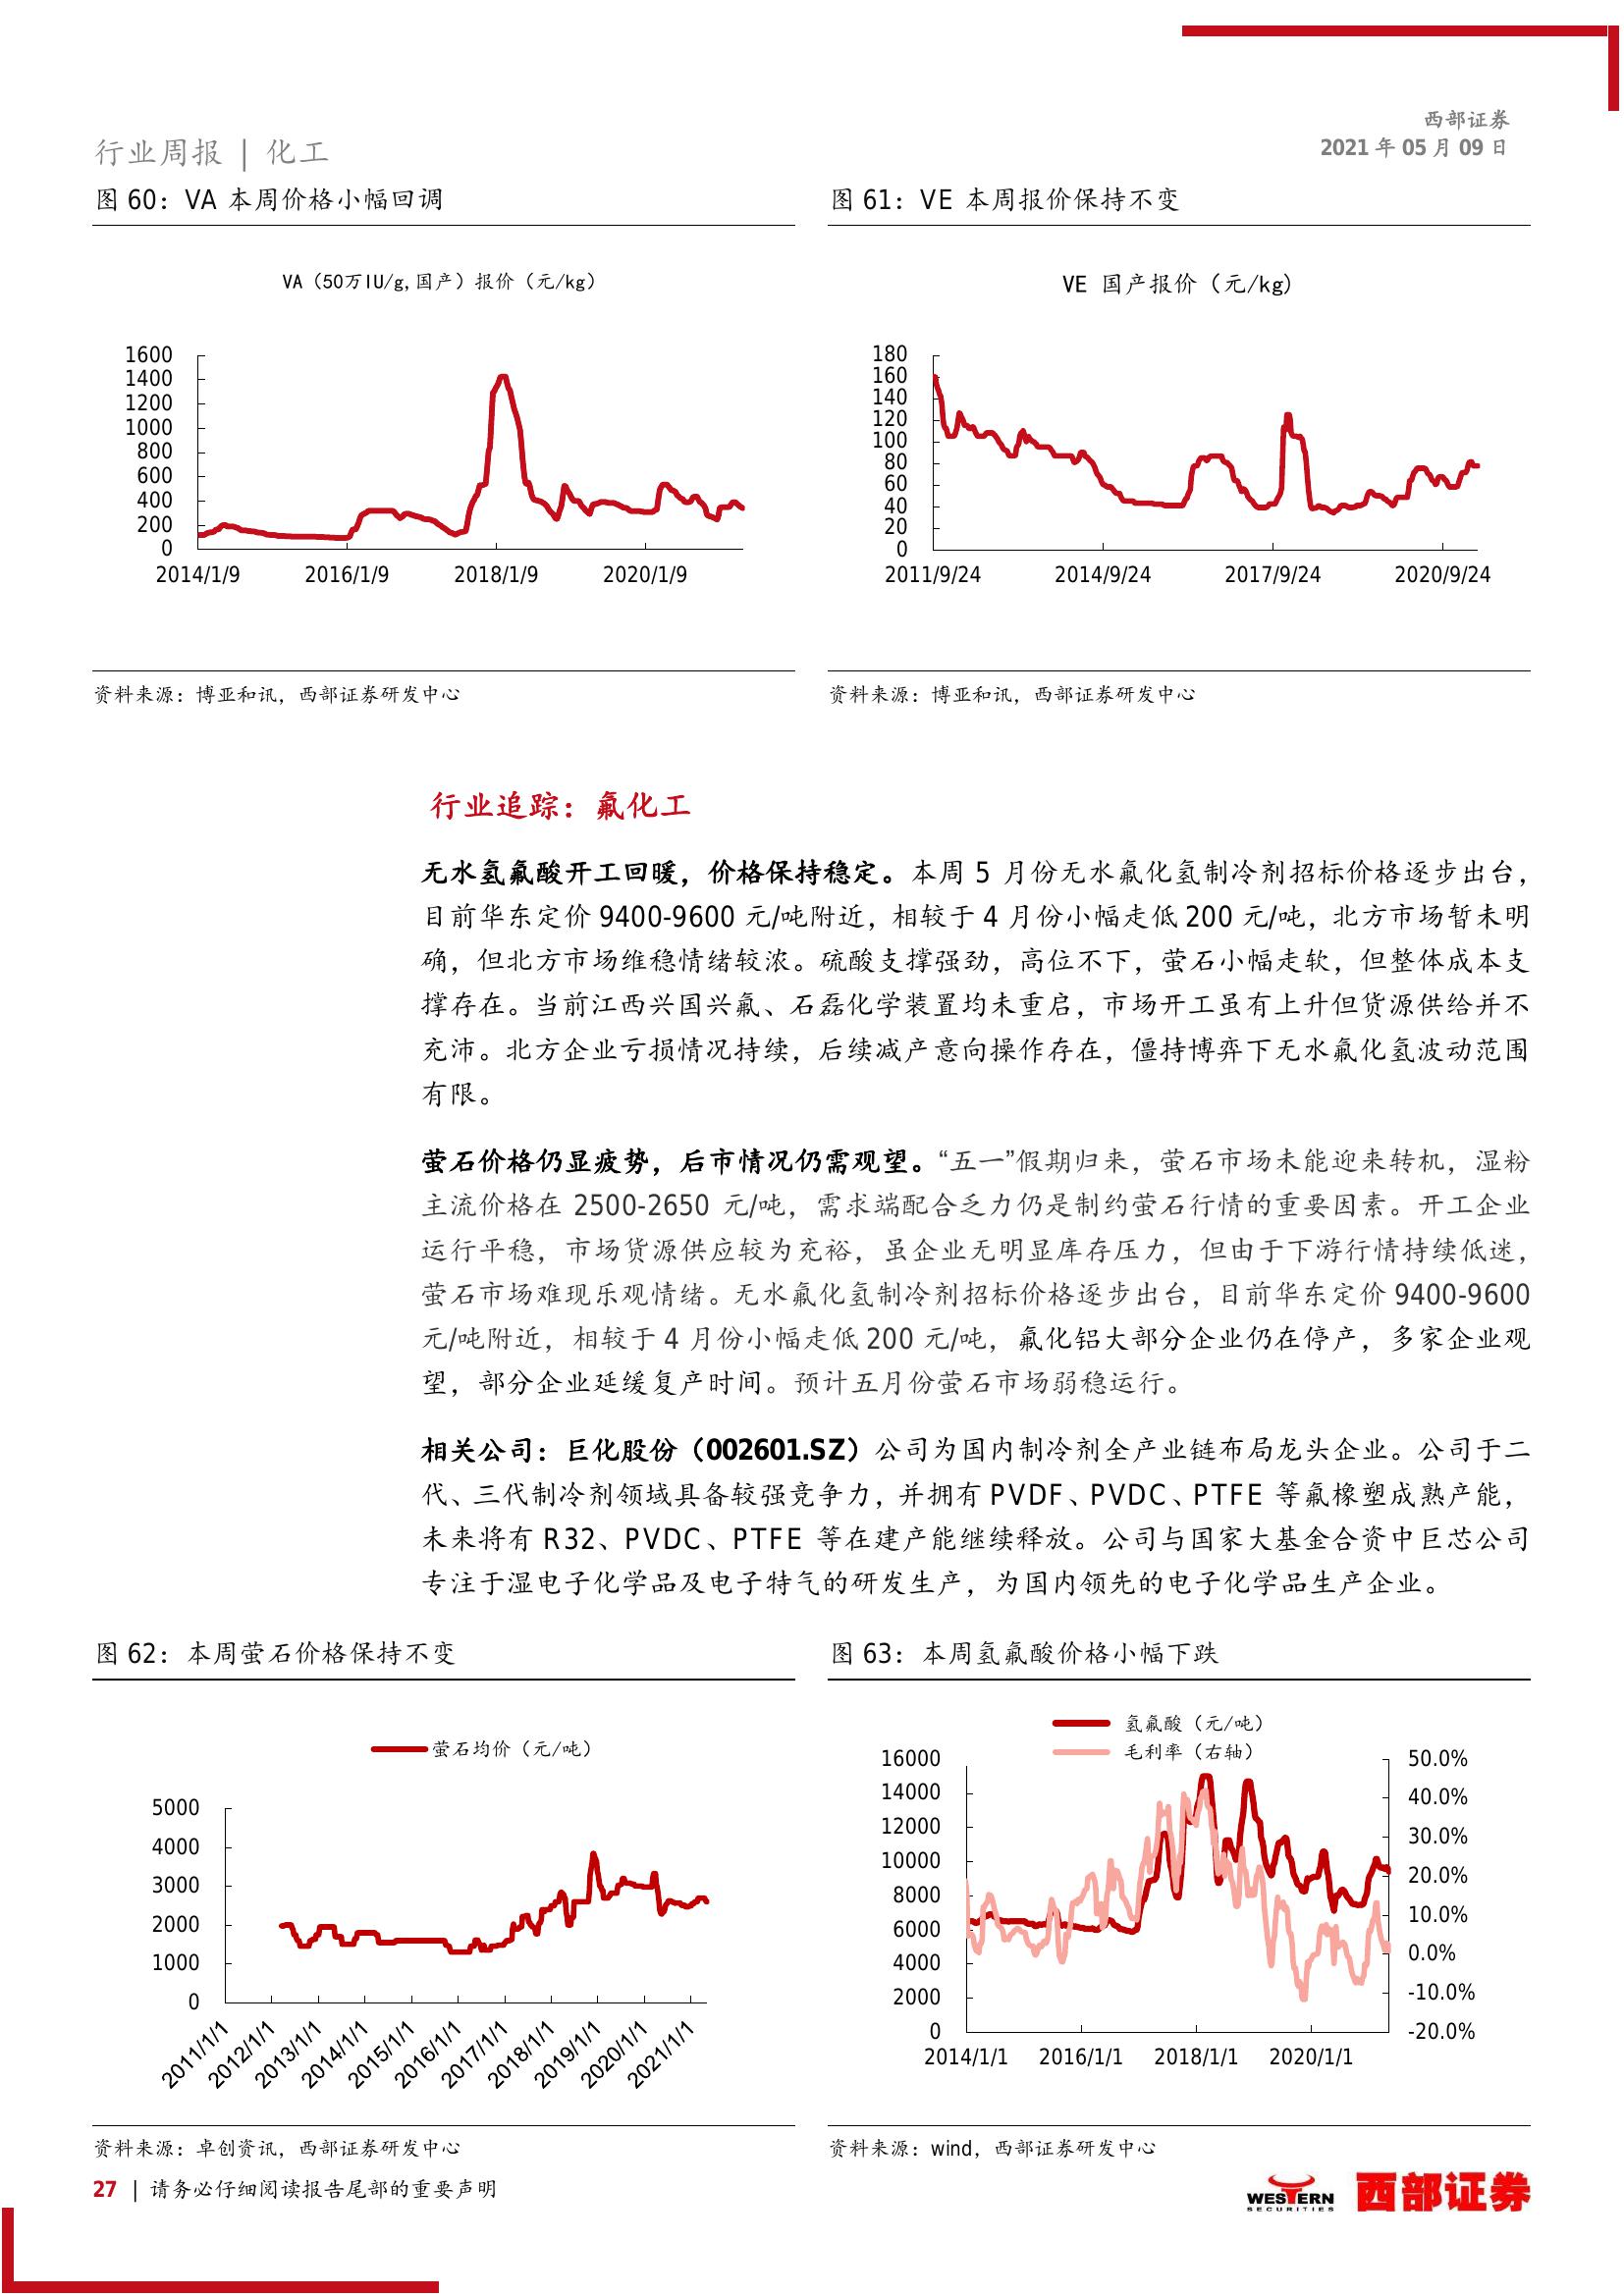 西部证券
2021 年 05 月 09 日
行业周报 | 化工
图 60：VA 本周价格小幅回调
VA（50万IU/g,国产）报价（元/kg）
1600
1400
1200
1000
800
600
400
200
0
2014/1/9 2016/1/9 2018/1/9 2020/1/9
资料来源：博亚和讯，西部证券研发中心
图 61：VE 本周报价保持不变
VE 国产报价（元/kg)
180
160
140
120
100
80
60
40
20
0
2011/9/24 2014/9/24 2017/9/24 2020/9/24
资料来源：博亚和讯，西部证券研发中心
行业追踪：氟化工
无水氢氟酸开工回暖，价格保持稳定。本周 5 月份无水氟化氢制冷剂招标价格逐步出台，
目前华东定价 9400-9600 元/吨附近，相较于 4 月份小幅走低 200 元/吨，北方市场暂未明
确，但北方市场维稳情绪较浓。硫酸支撑强劲，高位不下，萤石小幅走软，但整体成本支
撑存在。当前江西兴国兴氟、石磊化学装置均未重启，市场开工虽有上升但货源供给并不
充沛。北方企业亏损情况持续，后续减产意向操作存在，僵持博弈下无水氟化氢波动范围
有限。
萤石价格仍显疲势，后市情况仍需观望。“五一”假期归来，萤石市场未能迎来转机，湿粉
主流价格在 2500-2650 元/吨，需求端配合乏力仍是制约萤石行情的重要因素。开工企业
运行平稳，市场货源供应较为充裕，虽企业无明显库存压力，但由于下游行情持续低迷，
萤石市场难现乐观情绪。无水氟化氢制冷剂招标价格逐步出台，目前华东定价 9400-9600
元/吨附近，相较于 4 月份小幅走低 200 元/吨，氟化铝大部分企业仍在停产，多家企业观
望，部分企业延缓复产时间。预计五月份萤石市场弱稳运行。
相关公司：巨化股份（002601.SZ）公司为国内制冷剂全产业链布局龙头企业。公司于二
代、三代制冷剂领域具备较强竞争力，并拥有 PVDF、PVDC、PTFE 等氟橡塑成熟产能，
未来将有 R32、PVDC、PTFE 等在建产能继续释放。公司与国家大基金合资中巨芯公司
专注于湿电子化学品及电子特气的研发生产，为国内领先的电子化学品生产企业。
图 62：本周萤石价格保持不变
萤石均价（元/吨）
5000
4000
3000
2000
1000
0
2011/1/1 2012/1/1 2013/1/1 2014/1/1 2015/1/1 2016/1/1 2017/1/1 2018/1/1 2019/1/1 2020/1/1 2021/1/1
资料来源：卓创资讯，西部证券研发中心
图 63：本周氢氟酸价格小幅下跌
氢氟酸（元/吨）
毛利率（右轴）
16000
14000
12000
10000
8000
6000
4000
2000
0
50.0%
40.0%
30.0%
20.0%
10.0%
0.0%
-10.0%
-20.0%
2014/1/1 2016/1/1 2018/1/1 2020/1/1
资料来源：wind，西部证券研发中心
27 | 请务必仔细阅读报告尾部的重要声明
WESTERN
SECURITIES
西部证券